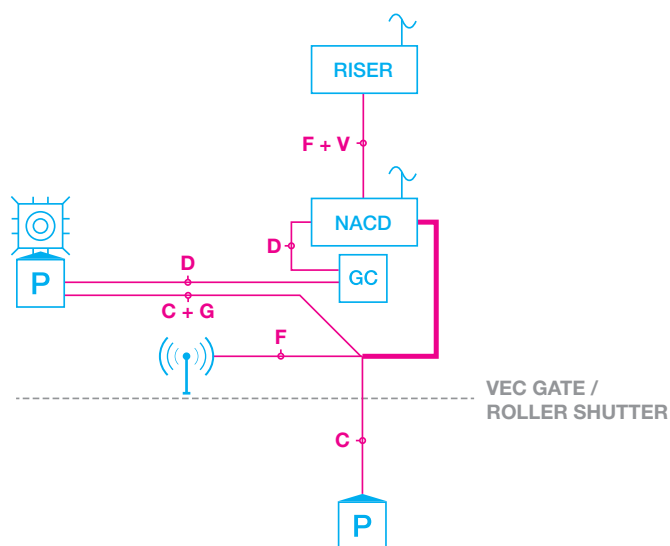 RISER
F + V
NACD
D
GC
D
P
C + G
F
VEC GATE /
ROLLER SHUTTER
C
P